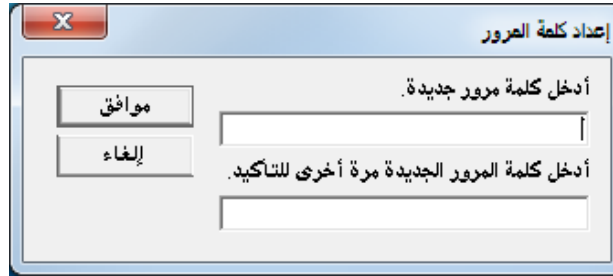 إعداد كلمة المرور
أدخل كلمة مرور جديدة.
موافق
إلغاء
أدخل كلمة المرور الجديدة مرة أخرى للتأكيد.